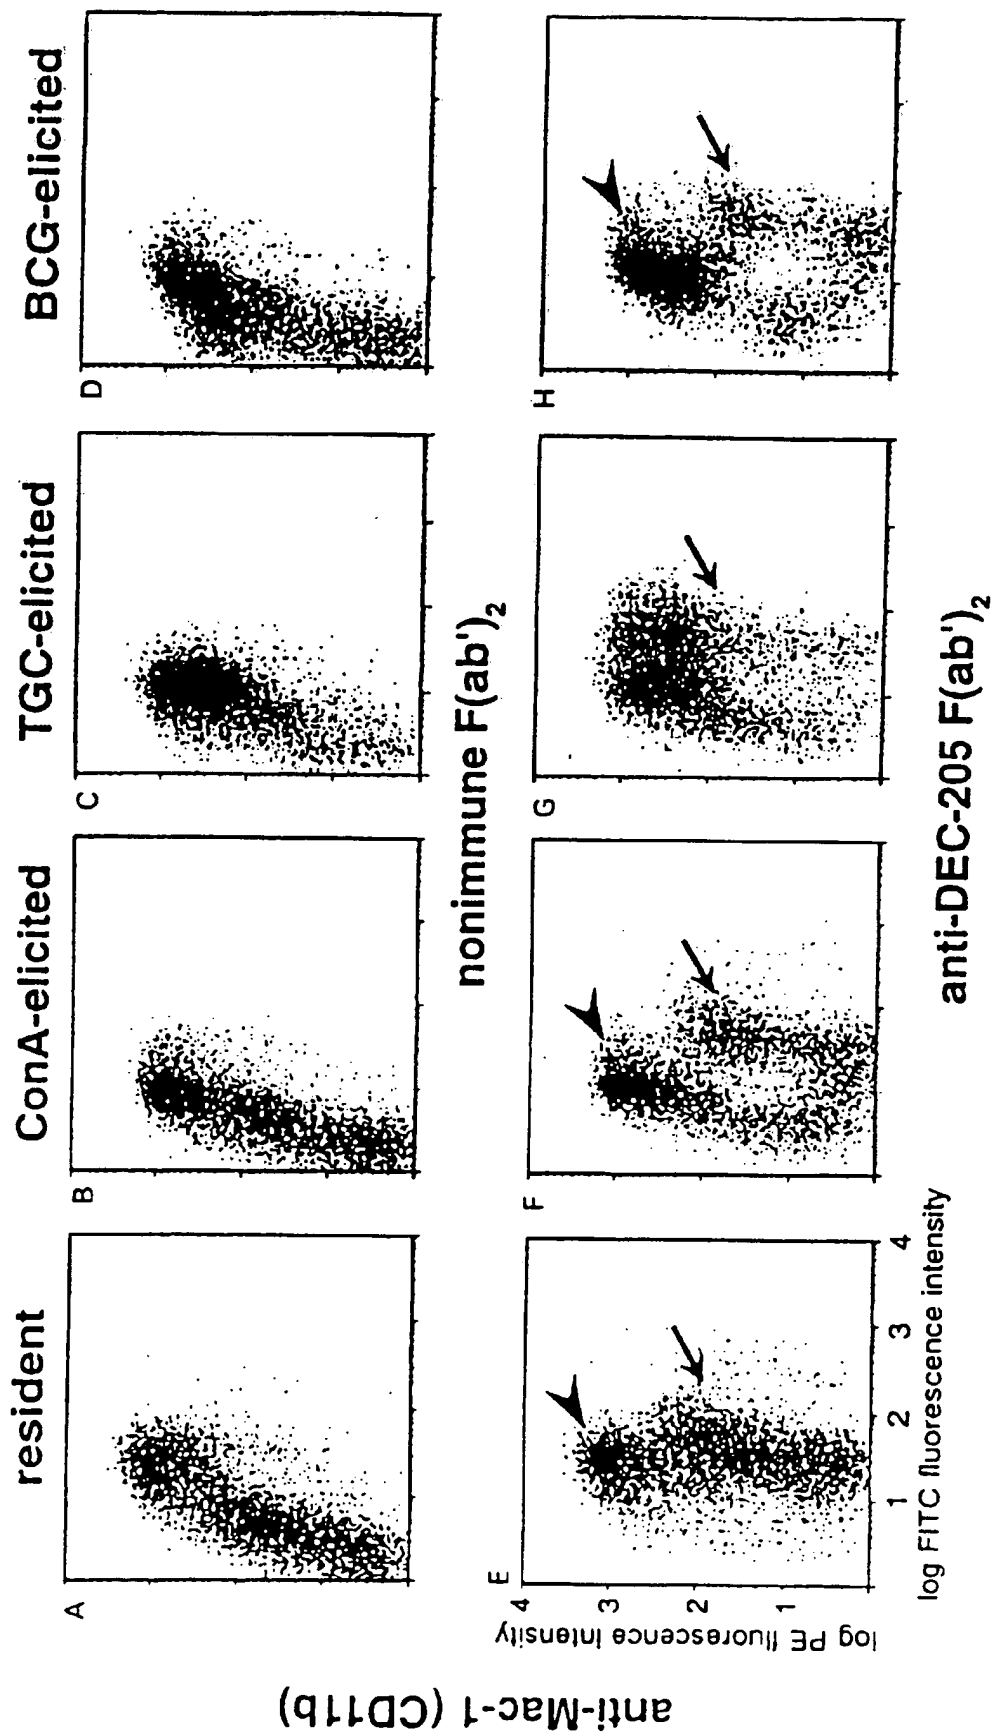 resident
ConA-elicited
TGC-elicited
BCG-elicited
A
B
C
D
nonimmune F(ab')2
E
F
G
H
4
3
2
1
1
2
3
4
log PE fluorescence intensity
log FITC fluorescence intensity
anti-Mac-1 (CD11b)
anti-DEC-205 F(ab')2